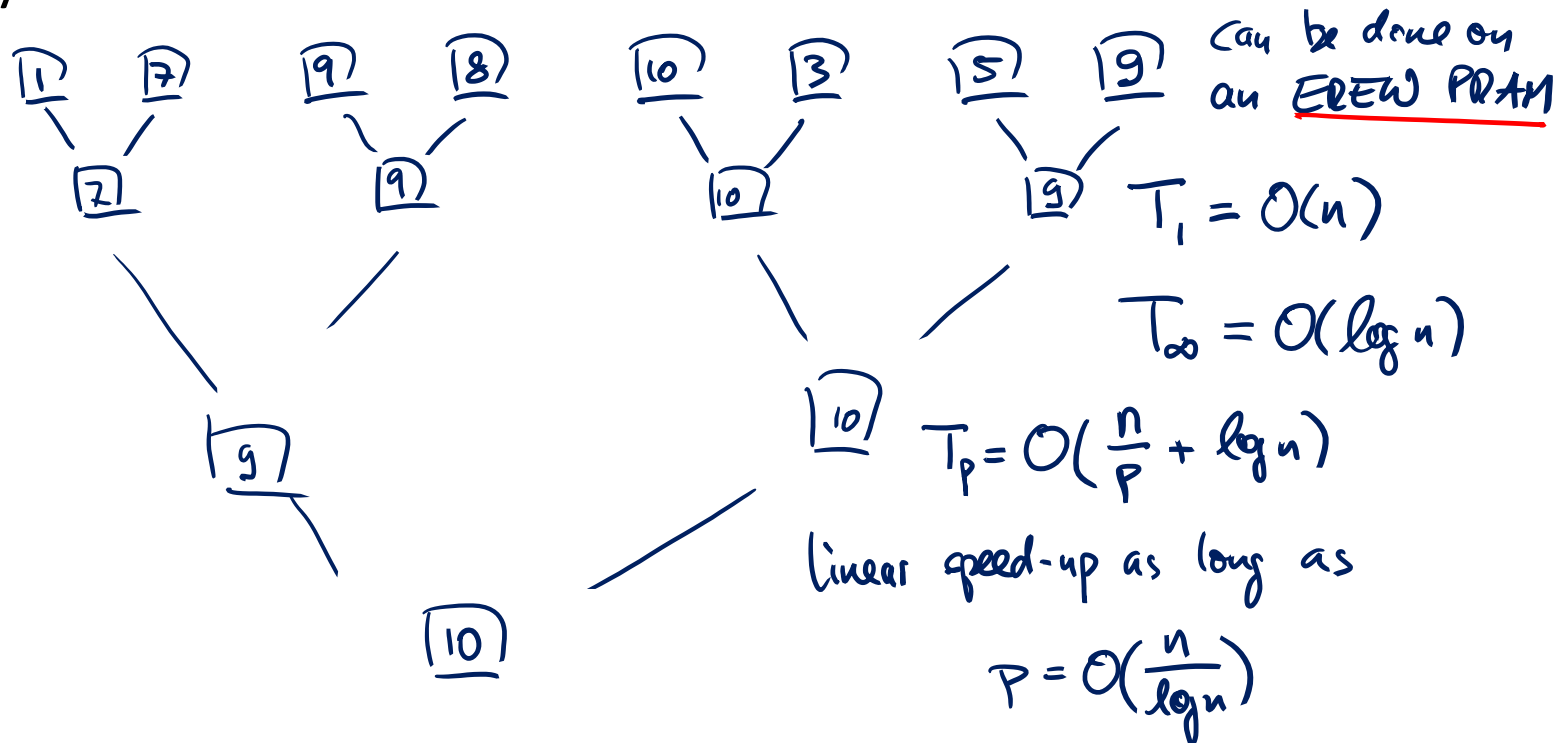 1 7 9 8 10 3 5 9
can be done on
an EREW PRAM
7 9 10 9
T₁ = O(n)
T∞ = O(log n)
9 10
Tₚ = O(n/p + log n)
linear speed-up as long as
10
p = O(n/log n)